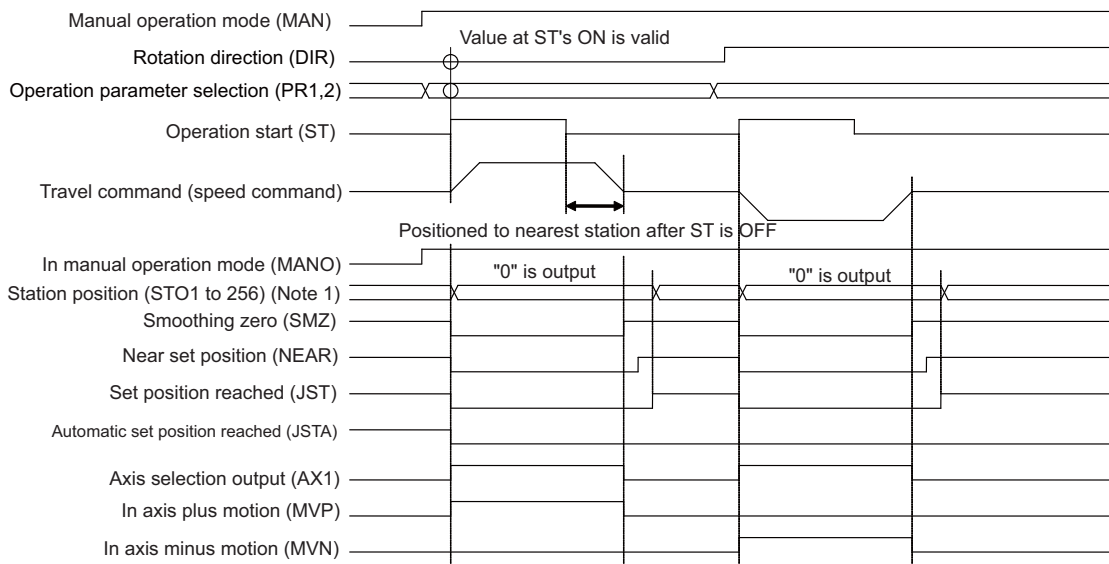 Manual operation mode (MAN)
Value at ST's ON is valid
Rotation direction (DIR)
Operation parameter selection (PR1,2)
Operation start (ST)
Travel command (speed command)
Positioned to nearest station after ST is OFF
In manual operation mode (MANO)
"0" is output
"0" is output
Station position (STO1 to 256) (Note 1)
Smoothing zero (SMZ)
Near set position (NEAR)
Set position reached (JST)
Automatic set position reached (JSTA)
Axis selection output (AX1)
In axis plus motion (MVP)
In axis minus motion (MVN)